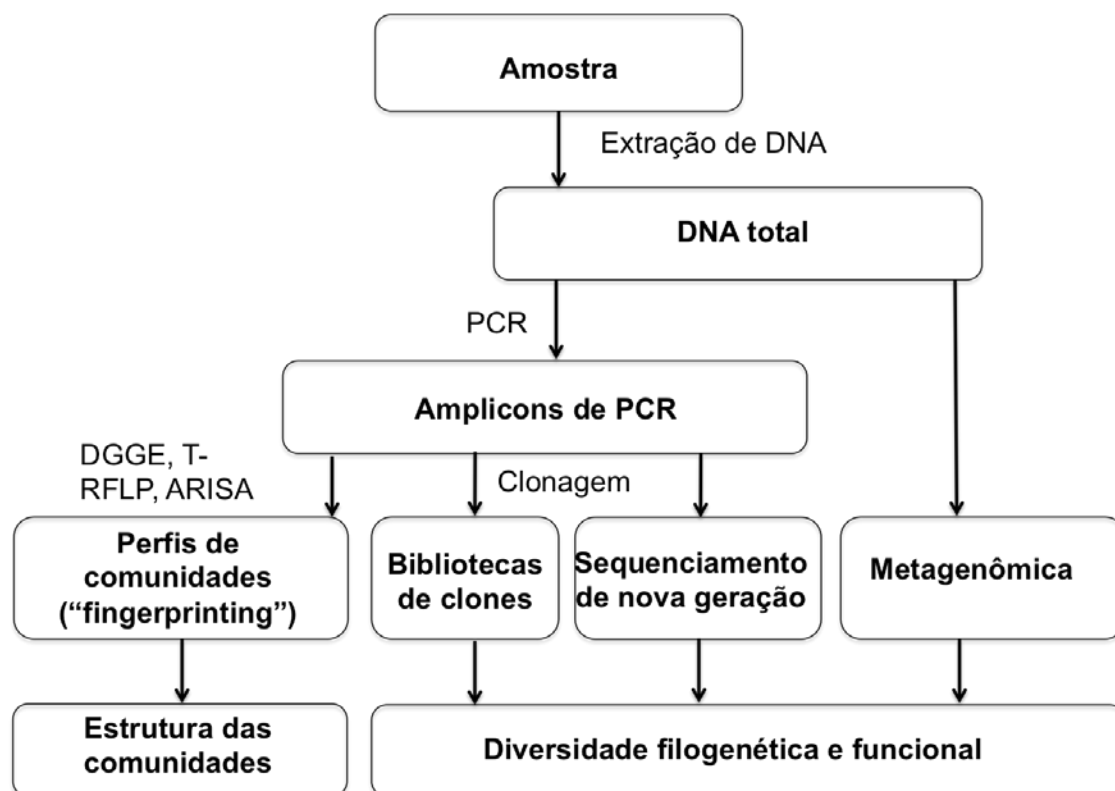 Amostra
Extração de DNA
DNA total
PCR
Amplicons de PCR
DGGE, T-
RFLP, ARISA
Clonagem
Perfis de
comunidades
(“fingerprinting”)
Bibliotecas
de clones
Sequenciamento
de nova geração
Metagenômica
Estrutura das
comunidades
Diversidade filogenética e funcional